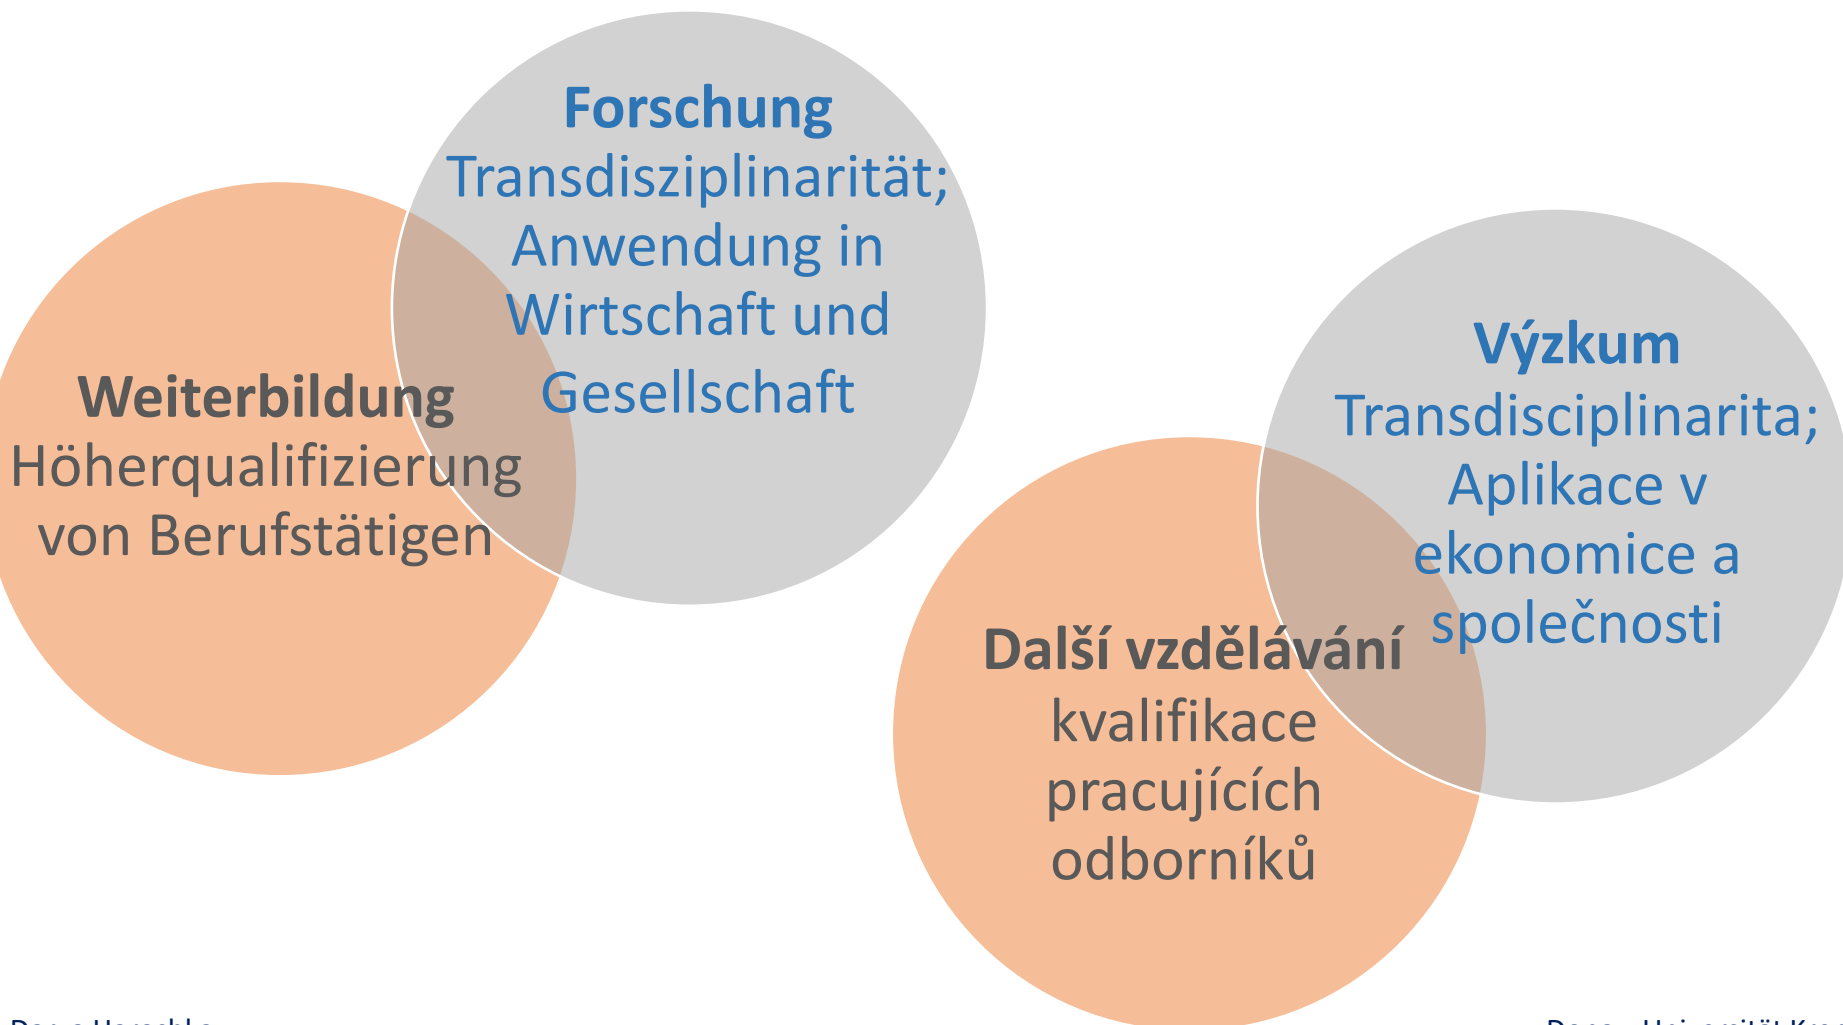 Forschung
Transdisziplinarität;
Anwendung in
Wirtschaft und
Gesellschaft
Weiterbildung
Höherqualifizierung
von Berufstätigen
Výzkum
Transdisciplinarita;
Aplikace v
ekonomice a
společnosti
Další vzdělávání
kvalifikace
pracujících
odborníků